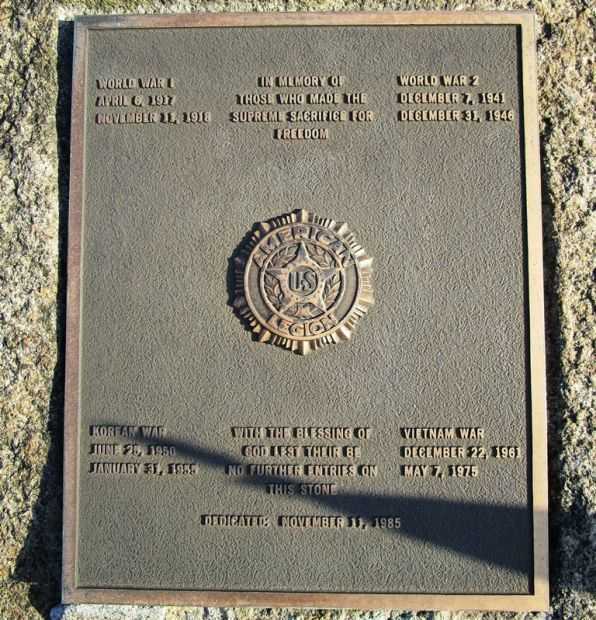 WORLD WAR 1
APRIL 6, 1917
NOVEMBER 11, 1918
IN MEMORY OF
THOSE WHO MADE THE
SUPREME SACRIFICE FOR
FREEDOM
WORLD WAR 2
DECEMBER 7, 1941
DECEMBER 31, 1946
AMERICAN
US
LEGION
KOREAN WAR
JUNE 25, 1950
JANUARY 31, 1955
WITH THE BLESSING OF
GOD LEST THEIR BE
NO FURTHER ENTRIES ON
THIS STONE
VIETNAM WAR
DECEMBER 22, 1961
MAY 7, 1975
DEDICATED: NOVEMBER 11, 1985